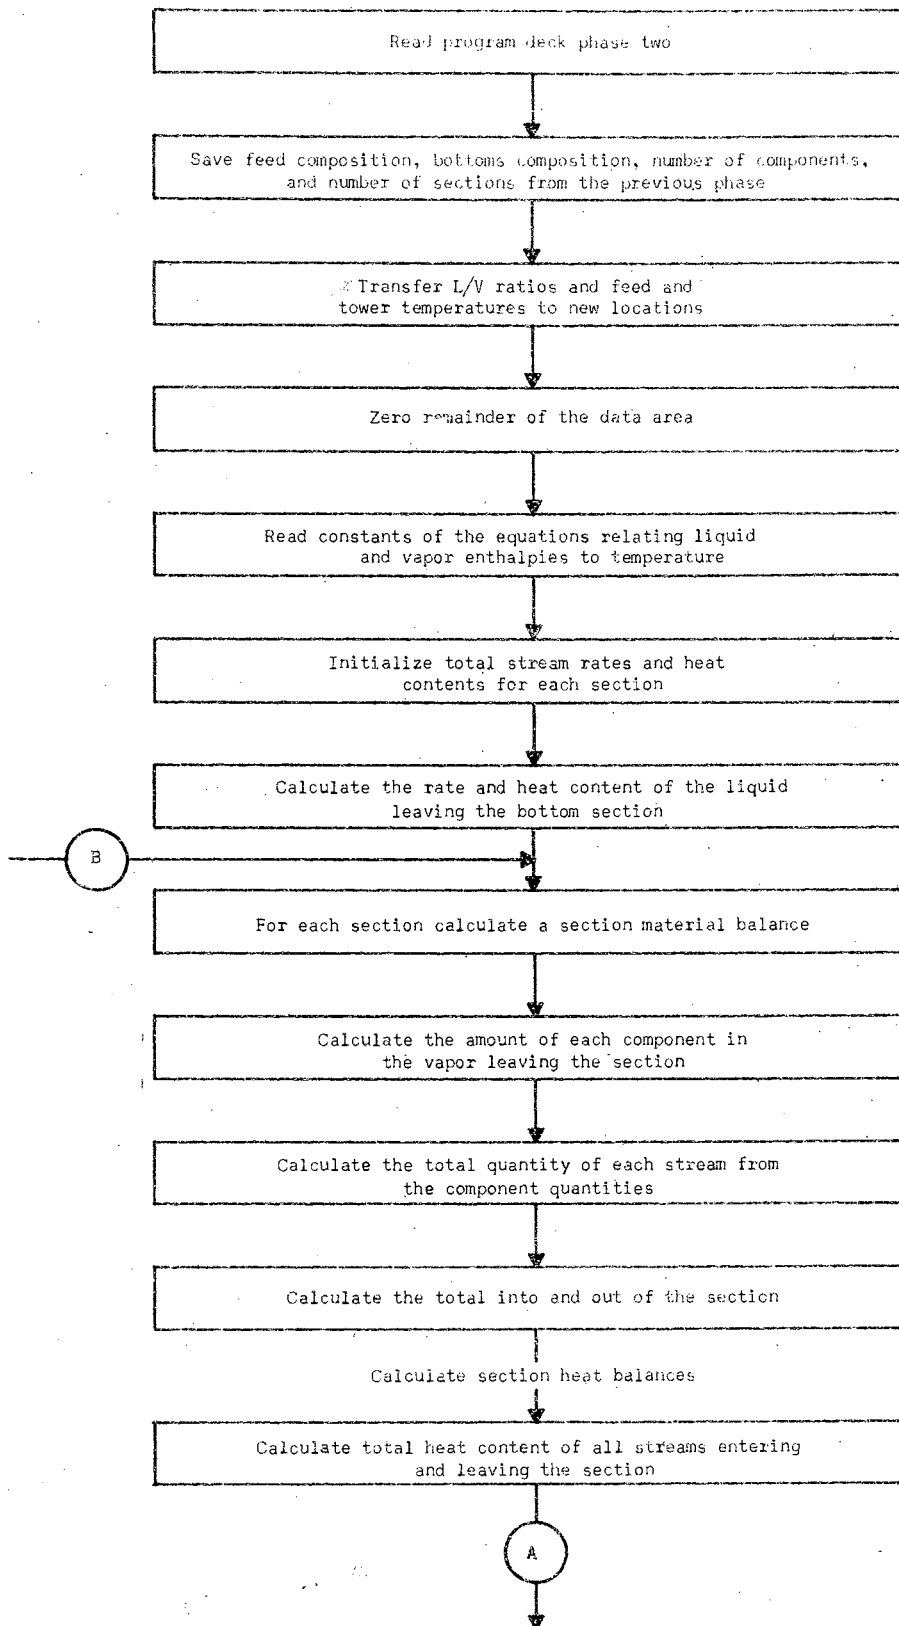 Read program deck phase two
Save feed composition, bottoms composition, number of components,
and number of sections from the previous phase
Transfer L/V ratios and feed and
tower temperatures to new locations
Zero remainder of the data area
Read constants of the equations relating liquid
and vapor enthalpies to temperature
Initialize total stream rates and heat
contents for each section
Calculate the rate and heat content of the liquid
leaving the bottom section
B
For each section calculate a section material balance
Calculate the amount of each component in
the vapor leaving the section
Calculate the total quantity of each stream from
the component quantities
Calculate the total into and out of the section
Calculate section heat balances
Calculate total heat content of all streams entering
and leaving the section
A